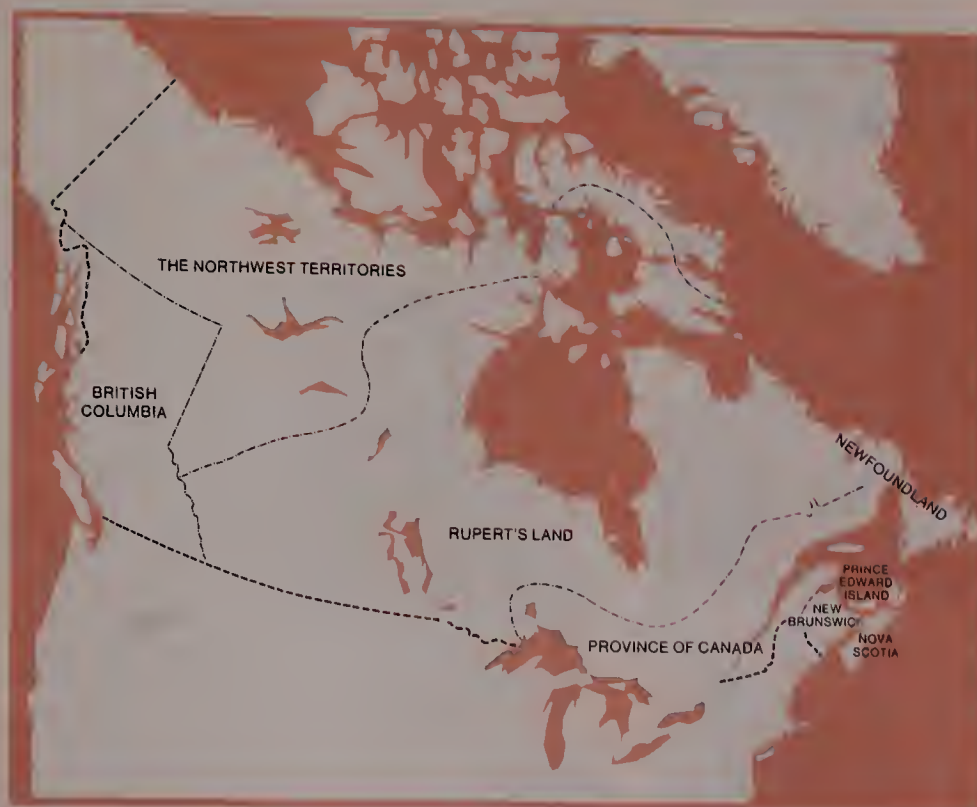 THE NORTHWEST TERRITORIES
BRITISH
COLUMBIA
NEWFOUNDLAND
RUPERT'S LAND
PRINCE
EDWARD
ISLAND
NEW
BRUNSWICK
PROVINCE OF CANADA
NOVA
SCOTIA